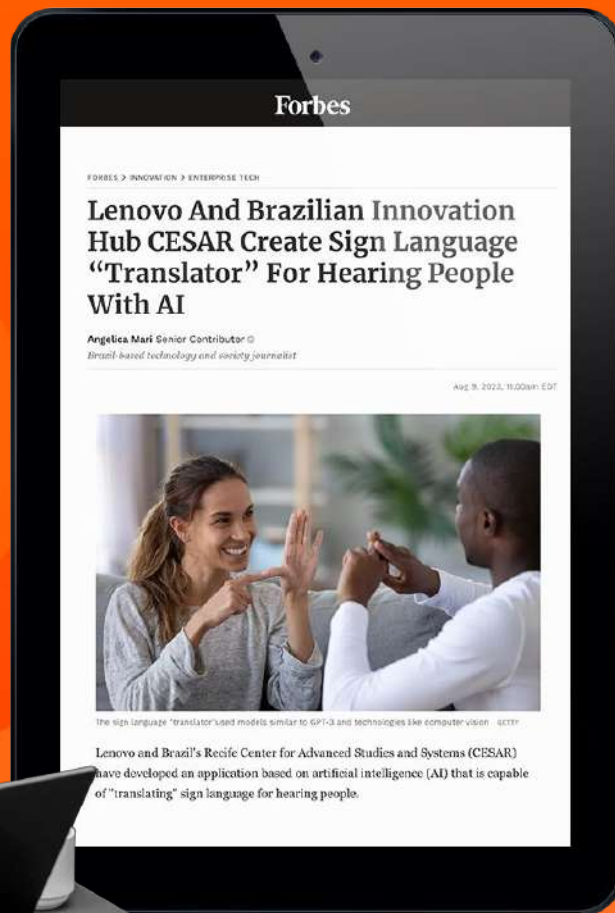 Forbes
FORBES > INNOVATION > ENTERPRISE TECH
Lenovo And Brazilian Innovation
Hub CESAR Create Sign Language
“Translator” For Hearing People
With AI
Angelica Mari Senior Contributor
Brazil-based technology and society journalist
Aug 9, 2023, 11:00am EDT
The sign language "translator" used models similar to GPT-3 and technologies like computer vision GETTY
Lenovo and Brazil's Recife Center for Advanced Studies and Systems (CESAR)
have developed an application based on artificial intelligence (AI) that is capable
of "translating" sign language for hearing people.